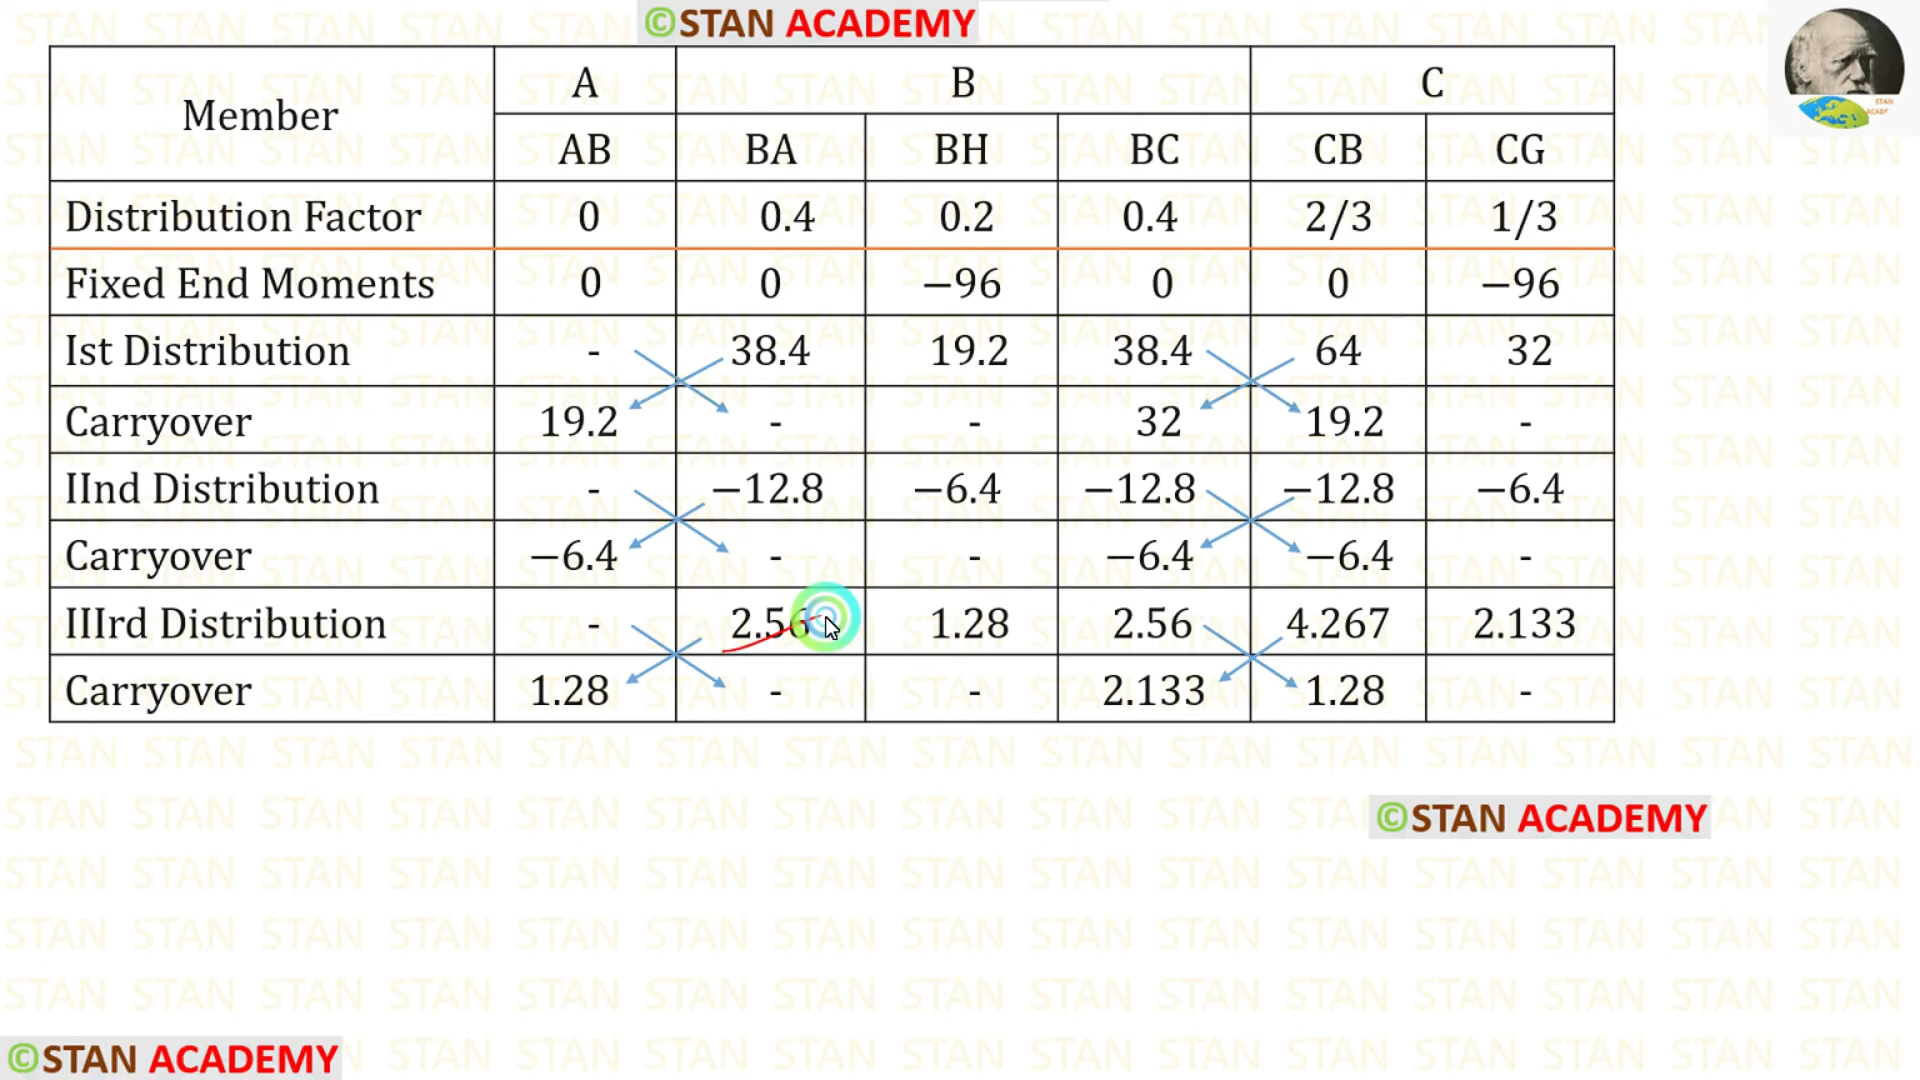 ©STAN ACADEMY
Member A B C
AB BA BH BC CB CG
Distribution Factor 0 0.4 0.2 0.4 2/3 1/3
Fixed End Moments 0 0 −96 0 0 −96
Ist Distribution - 38.4 19.2 38.4 64 32
Carryover 19.2 - - 32 19.2 -
IInd Distribution - −12.8 −6.4 −12.8 −12.8 −6.4
Carryover −6.4 - - −6.4 −6.4 -
IIIrd Distribution - 2.56 1.28 2.56 4.267 2.133
Carryover 1.28 - - 2.133 1.28 -
©STAN ACADEMY
©STAN ACADEMY